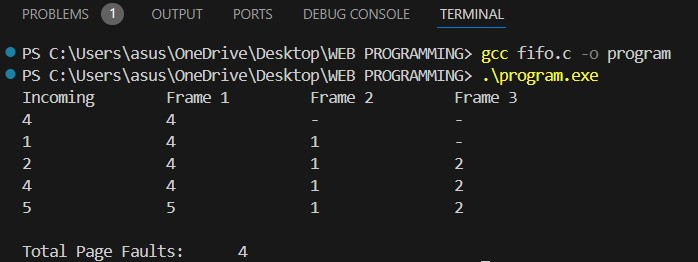 PROBLEMS 1 OUTPUT PORTS DEBUG CONSOLE TERMINAL
PS C:\Users\asus\OneDrive\Desktop\WEB PROGRAMMING> gcc fifo.c -o program
PS C:\Users\asus\OneDrive\Desktop\WEB PROGRAMMING> .\program.exe
Incoming Frame 1 Frame 2 Frame 3
4 4 - -
1 4 1 -
2 4 1 2
4 4 1 2
5 5 1 2
Total Page Faults: 4